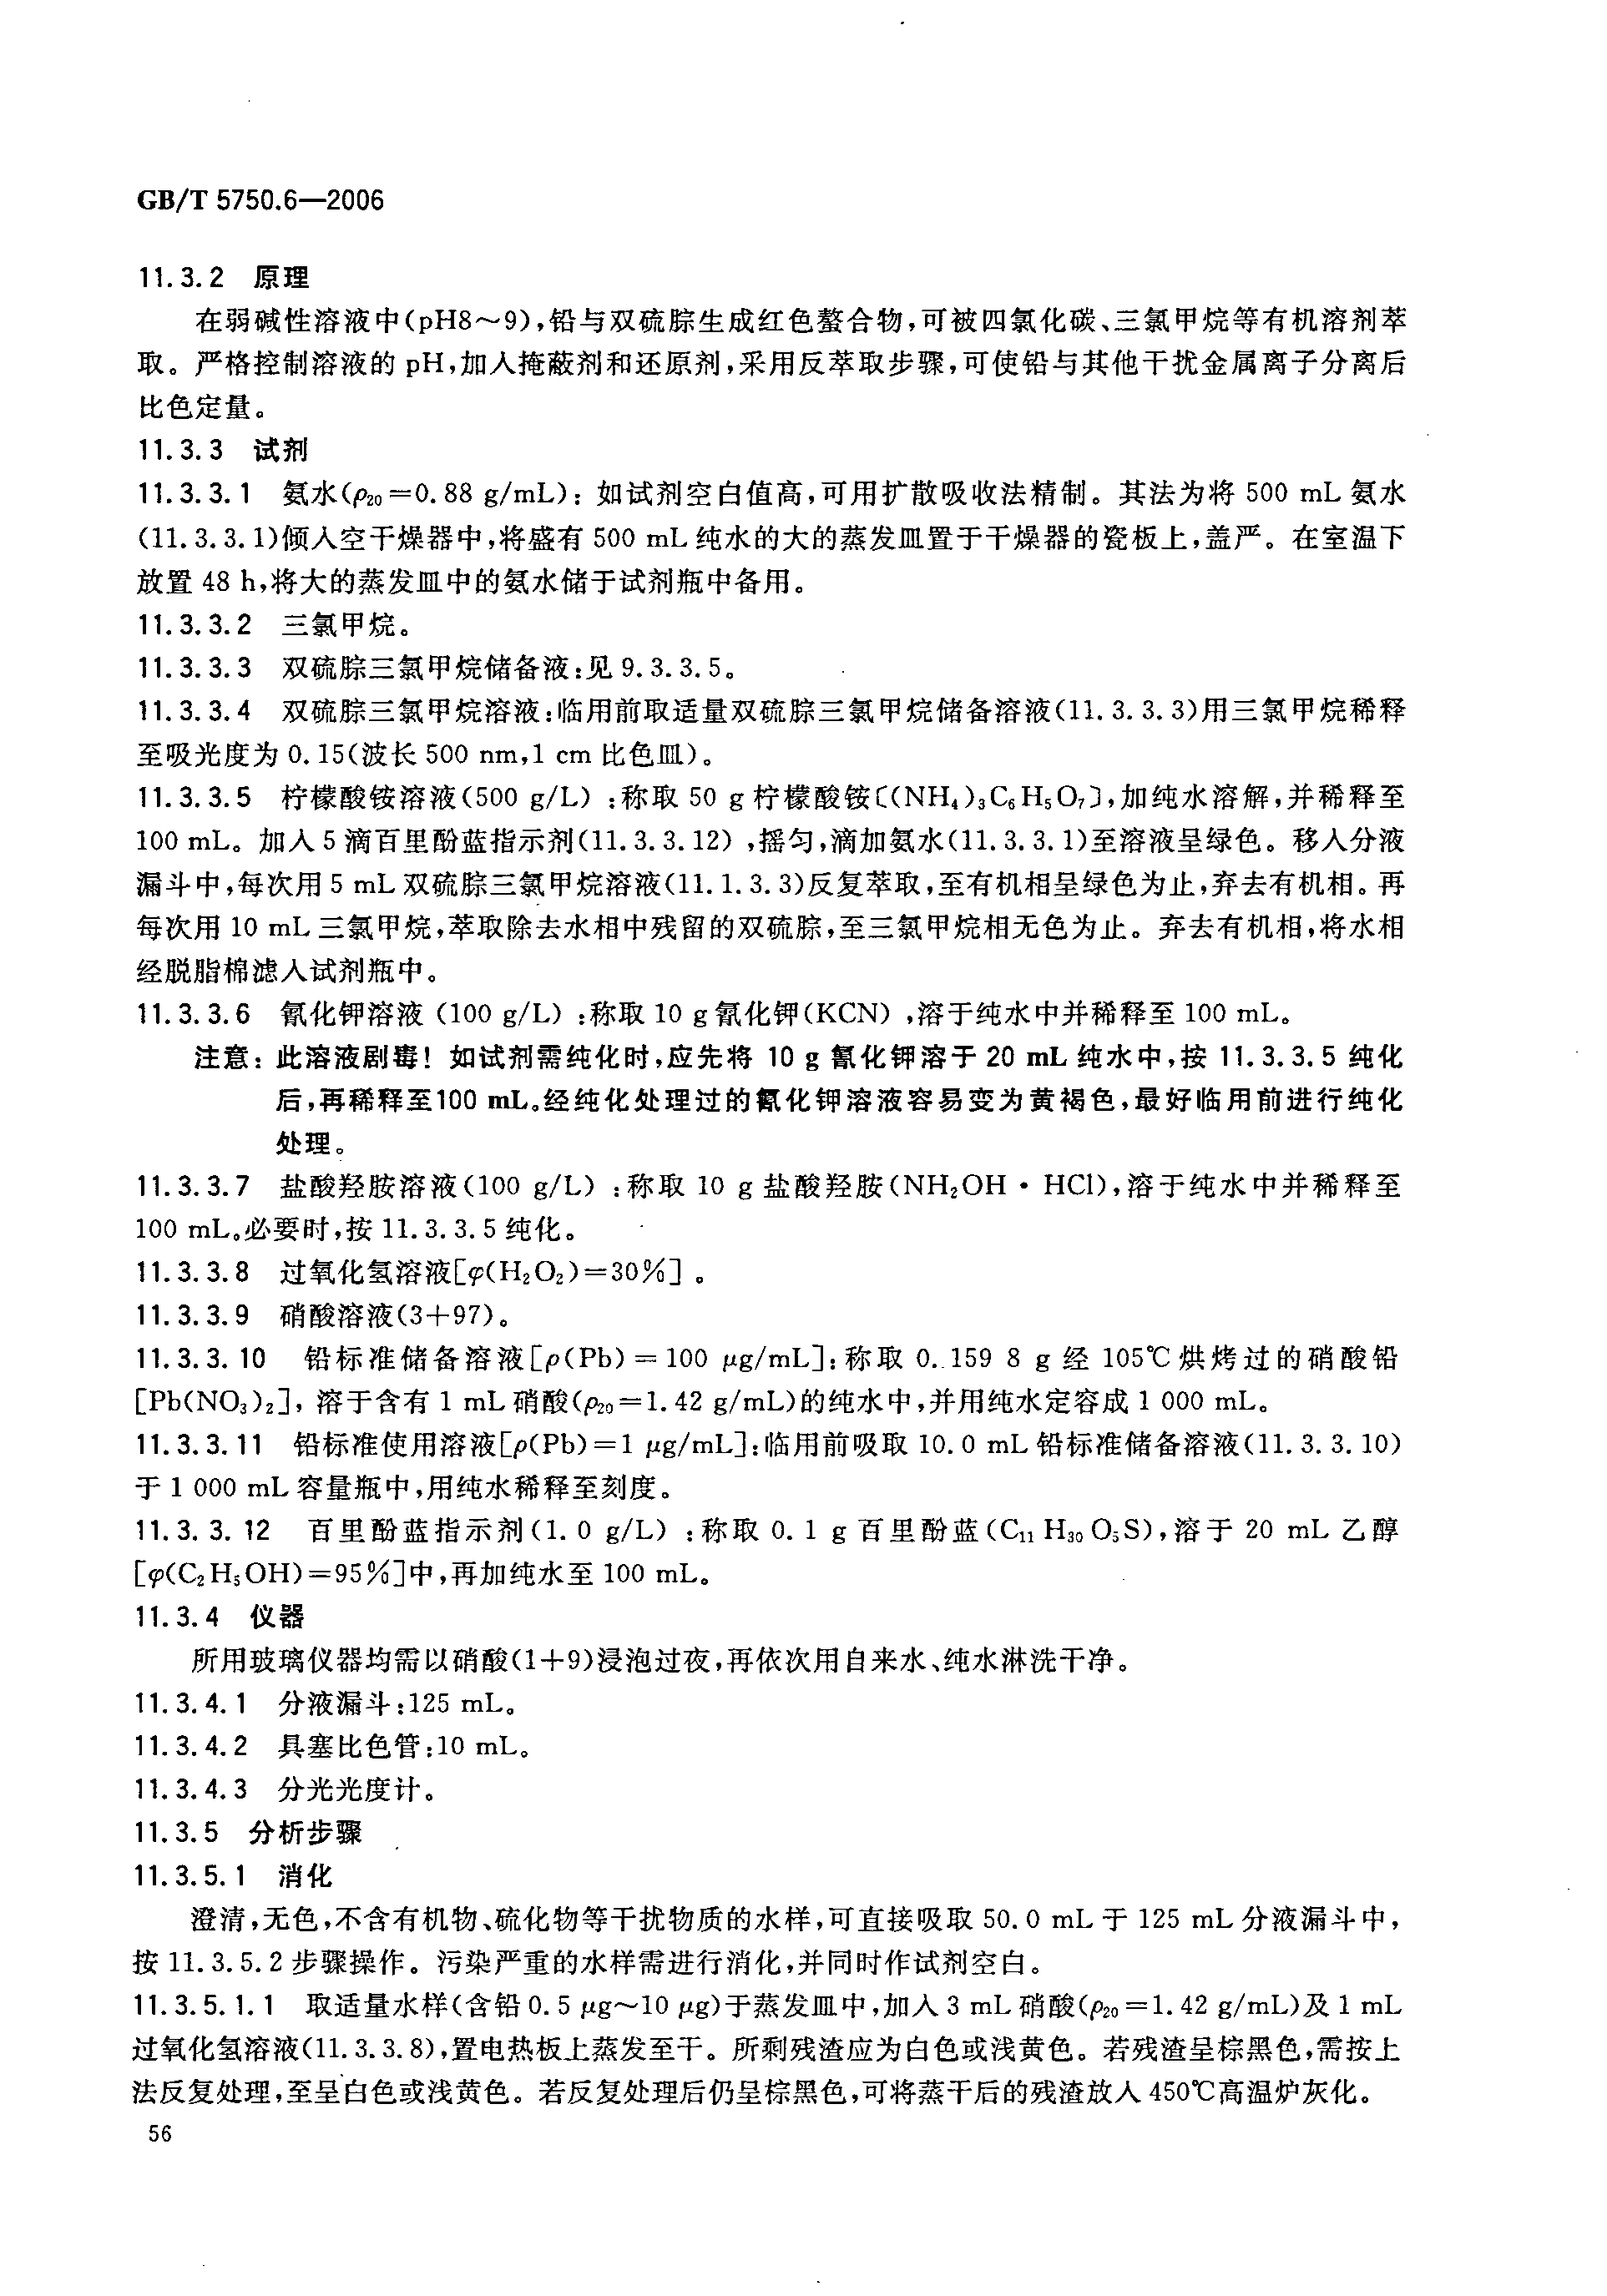 GB/T 5750.6—2006
11.3.2 原理
在弱碱性溶液中(pH8～9),铅与双硫腙生成红色螯合物,可被四氯化碳、三氯甲烷等有机溶剂萃
取。严格控制溶液的 pH,加入掩蔽剂和还原剂,采用反萃取步骤,可使铅与其他干扰金属离子分离后
比色定量。
11.3.3 试剂
11.3.3.1 氨水(ρ₂₀=0.88 g/mL): 如试剂空白值高,可用扩散吸收法精制。其法为将 500 mL 氨水
(11.3.3.1)倾入空干燥器中,将盛有 500 mL 纯水的大的蒸发皿置于干燥器的瓷板上,盖严。在室温下
放置 48 h,将大的蒸发皿中的氨水储于试剂瓶中备用。
11.3.3.2 三氯甲烷。
11.3.3.3 双硫腙三氯甲烷储备液:见 9.3.3.5。
11.3.3.4 双硫腙三氯甲烷溶液:临用前取适量双硫腙三氯甲烷储备溶液(11.3.3.3)用三氯甲烷稀释
至吸光度为 0.15(波长 500 nm,1 cm 比色皿)。
11.3.3.5 柠檬酸铵溶液(500 g/L) :称取 50 g 柠檬酸铵[(NH₄)₃C₆H₅O₇],加纯水溶解,并稀释至
100 mL。加入 5 滴百里酚蓝指示剂(11.3.3.12) ,摇匀,滴加氨水(11.3.3.1)至溶液呈绿色。移入分液
漏斗中,每次用 5 mL 双硫腙三氯甲烷溶液(11.1.3.3)反复萃取,至有机相呈绿色为止,弃去有机相。再
每次用 10 mL 三氯甲烷,萃取除去水相中残留的双硫腙,至三氯甲烷相无色为止。弃去有机相,将水相
经脱脂棉滤入试剂瓶中。
11.3.3.6 氰化钾溶液 (100 g/L) :称取 10 g 氰化钾(KCN) ,溶于纯水中并稀释至 100 mL。
注意: 此溶液剧毒! 如试剂需纯化时,应先将 10 g 氰化钾溶于 20 mL 纯水中,按 11.3.3.5 纯化
后,再稀释至100 mL。经纯化处理过的氰化钾溶液容易变为黄褐色,最好临用前进行纯化
处理。
11.3.3.7 盐酸羟胺溶液(100 g/L) :称取 10 g 盐酸羟胺(NH₂OH · HCl),溶于纯水中并稀释至
100 mL。必要时,按 11.3.3.5 纯化。
11.3.3.8 过氧化氢溶液[φ(H₂O₂)=30%] 。
11.3.3.9 硝酸溶液(3+97)。
11.3.3.10 铅标准储备溶液[ρ(Pb)=100 μg/mL]:称取 0.159 8 g 经 105℃烘烤过的硝酸铅
[Pb(NO₃)₂], 溶于含有 1 mL 硝酸(ρ₂₀=1.42 g/mL)的纯水中,并用纯水定容成 1 000 mL。
11.3.3.11 铅标准使用溶液[ρ(Pb)=1 μg/mL]:临用前吸取 10.0 mL 铅标准储备溶液(11.3.3.10)
于 1 000 mL 容量瓶中,用纯水稀释至刻度。
11.3.3.12 百里酚蓝指示剂(1.0 g/L) :称取 0.1 g 百里酚蓝(C₁₁H₃₀O₅S),溶于 20 mL 乙醇
[φ(C₂H₅OH)=95%]中,再加纯水至 100 mL。
11.3.4 仪器
所用玻璃仪器均需以硝酸(1+9)浸泡过夜,再依次用自来水、纯水淋洗干净。
11.3.4.1 分液漏斗:125 mL。
11.3.4.2 具塞比色管:10 mL。
11.3.4.3 分光光度计。
11.3.5 分析步骤
11.3.5.1 消化
澄清,无色,不含有机物、硫化物等干扰物质的水样,可直接吸取 50.0 mL 于 125 mL 分液漏斗中,
按 11.3.5.2 步骤操作。污染严重的水样需进行消化,并同时作试剂空白。
11.3.5.1.1 取适量水样(含铅 0.5 μg～10 μg)于蒸发皿中,加入 3 mL 硝酸(ρ₂₀=1.42 g/mL)及 1 mL
过氧化氢溶液(11.3.3.8),置电热板上蒸发至干。所剩残渣应为白色或浅黄色。若残渣呈棕黑色,需按上
法反复处理,至呈白色或浅黄色。若反复处理后仍呈棕黑色,可将蒸干后的残渣放入 450℃高温炉灰化。
56